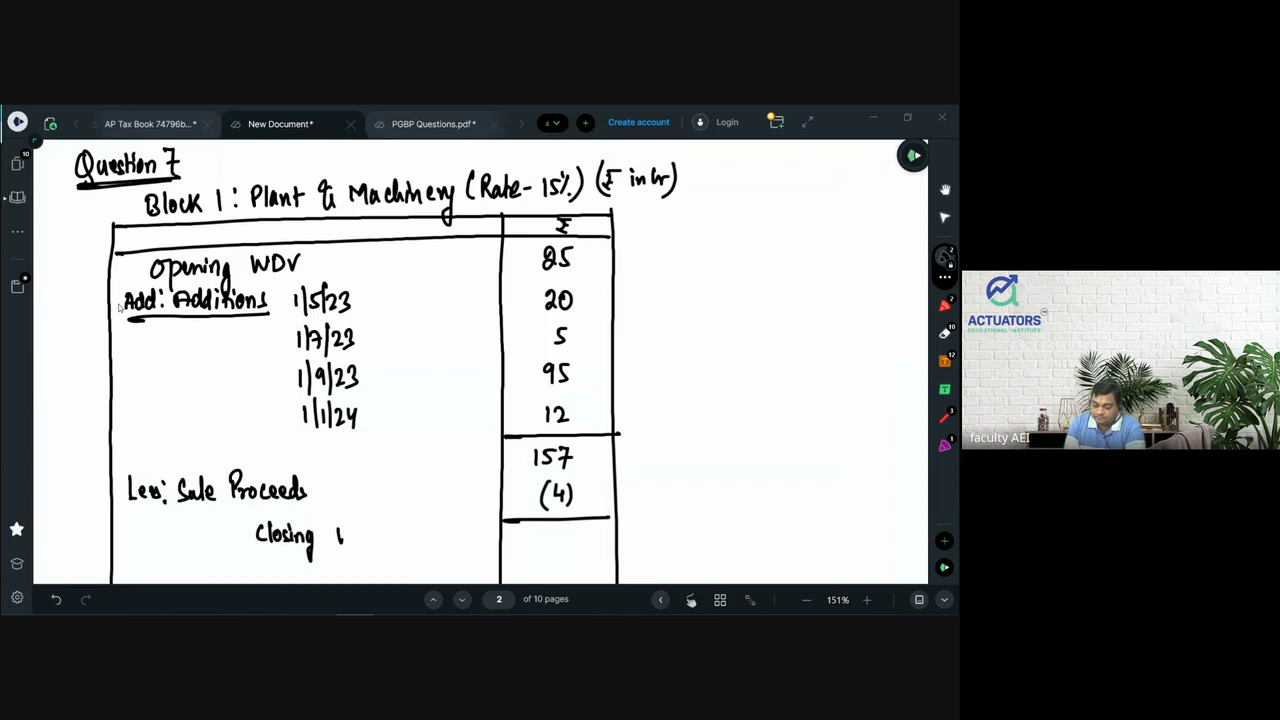 AP Tax Book 74796b...*
New Document*
PGBP Questions.pdf*
4
Create account
Login
Question 7
Block 1: Plant & Machinery (Rate - 15%) (₹ in Cr)
₹
Opening WDV 25
Add: Additions 1/5/23 20
1/7/23 5
1/9/23 95
1/1/24 12
157
Less: Sale Proceeds (4)
Closing
2 of 10 pages
151%
ACTUATORS
EDUCATIONAL INSTITUTE
faculty AEI